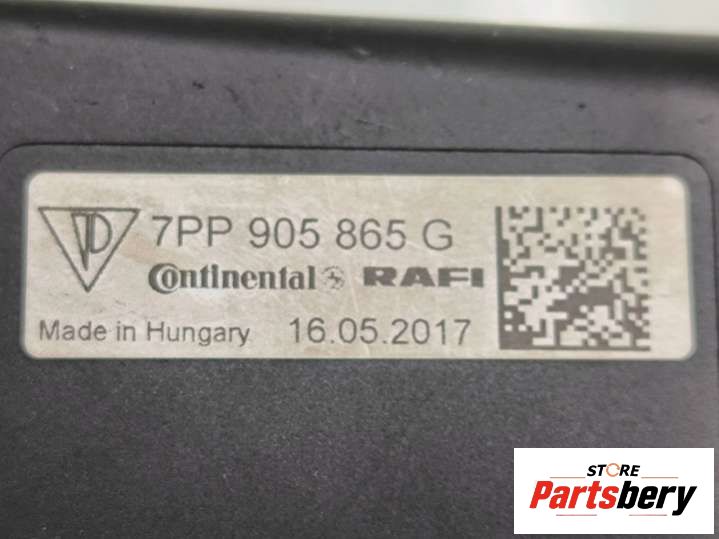 7PP 905 865 G
Continental RAFI
Made in Hungary 16.05.2017
STORE
Partsbery